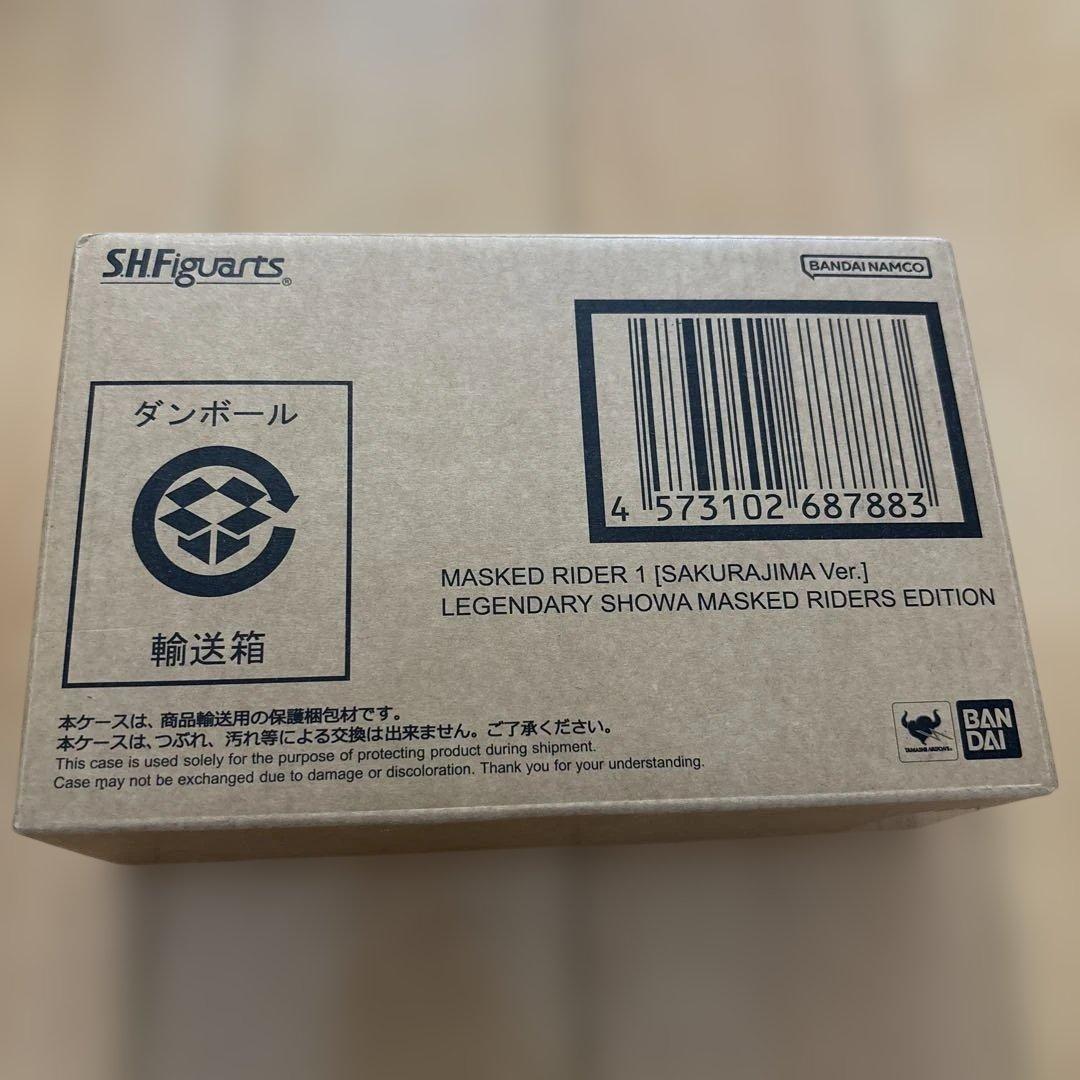 S.H.Figuarts®
BANDAI NAMCO
ダンボール
輸送箱
4 573102 687883
MASKED RIDER 1 [SAKURAJIMA Ver.]
LEGENDARY SHOWA MASKED RIDERS EDITION
本ケースは、商品輸送用の保護梱包材です。
本ケースは、つぶれ、汚れ等による交換は出来ません。ご了承ください。
This case is used solely for the purpose of protecting product during shipment.
Case may not be exchanged due to damage or discoloration. Thank you for your understanding.
TAMASHII NATIONS
BAN
DAI